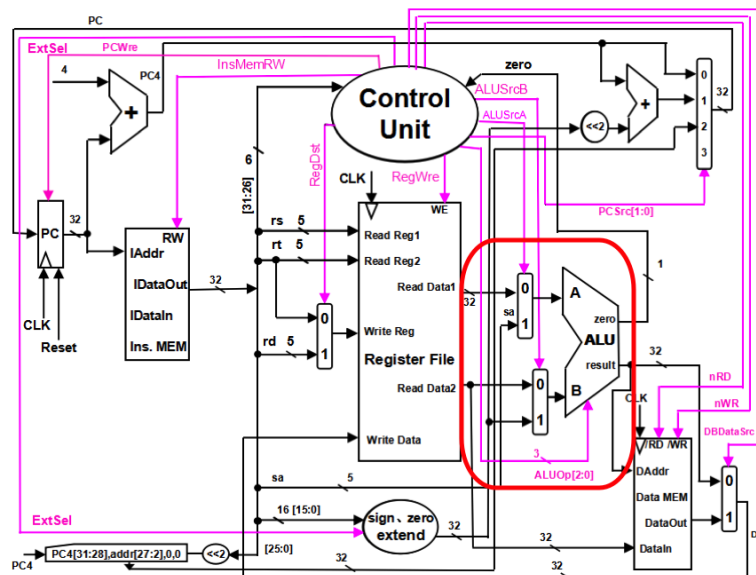 PC
ExtSel
PCWre
InsMemRW
zero
4
PC4
+
Control
Unit
ALUSrcB
ALUSrcA
<<2
+
0
1
2
3
32
6
[31:26]
RegDst
CLK
RegWre
PCSrc[1:0]
PC
32
RW
IAddr
IDataOut
IDataIn
Ins. MEM
32
CLK
Reset
rs
5
rt
5
rd
5
0
1
WE
Read Reg1
Read Reg2
Read Data1
Write Reg
Register File
Read Data2
Write Data
32
sa
0
1
A
zero
ALU
result
B
0
1
1
32
nRD
nWR
CLK
DBDataSrc
3
ALUOp[2:0]
/RD
/WR
DAddr
Data MEM
DataOut
DataIn
0
1
sa
5
ExtSel
16 [15:0]
sign、zero
extend
32
[25:0]
PC4
PC4[31:28],addr[27:2],0,0
<<2
32
32
32
D